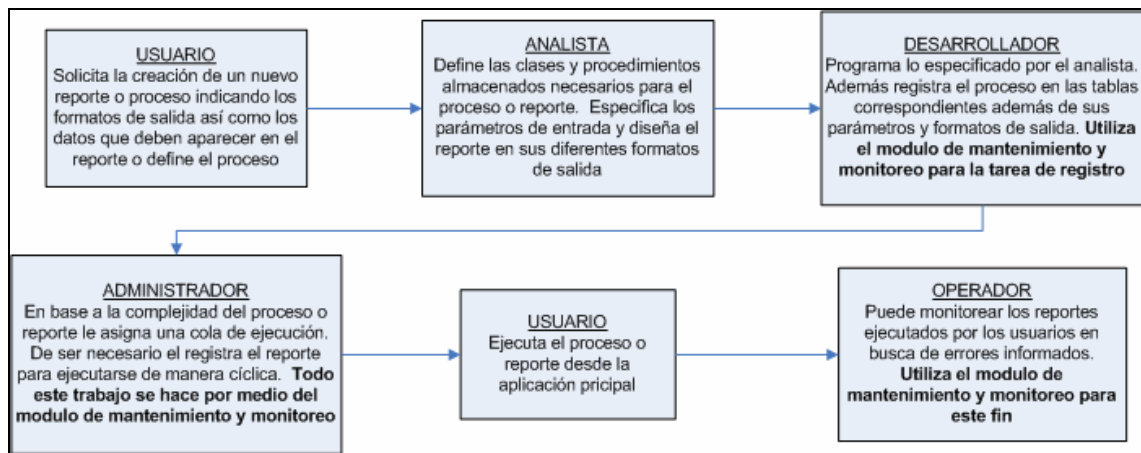 USUARIO
Solicita la creación de un nuevo
reporte o proceso indicando los
formatos de salida así como los
datos que deben aparecer en el
reporte o define el proceso
ANALISTA
Define las clases y procedimientos
almacenados necesarios para el
proceso o reporte. Especifica los
parámetros de entrada y diseña el
reporte en sus diferentes formatos
de salida
DESARROLLADOR
Programa lo especificado por el analista.
Además registra el proceso en las tablas
correspondientes además de sus
parámetros y formatos de salida. Utiliza
el modulo de mantenimiento y
monitoreo para la tarea de registro
ADMINISTRADOR
En base a la complejidad del proceso o
reporte le asigna una cola de ejecución.
De ser necesario el registra el reporte
para ejecutarse de manera cíclica. Todo
este trabajo se hace por medio del
modulo de mantenimiento y monitoreo
USUARIO
Ejecuta el proceso o
reporte desde la
aplicación pricipal
OPERADOR
Puede monitorear los reportes
ejecutados por los usuarios en
busca de errores informados.
Utiliza el modulo de
mantenimiento y monitoreo para
este fin